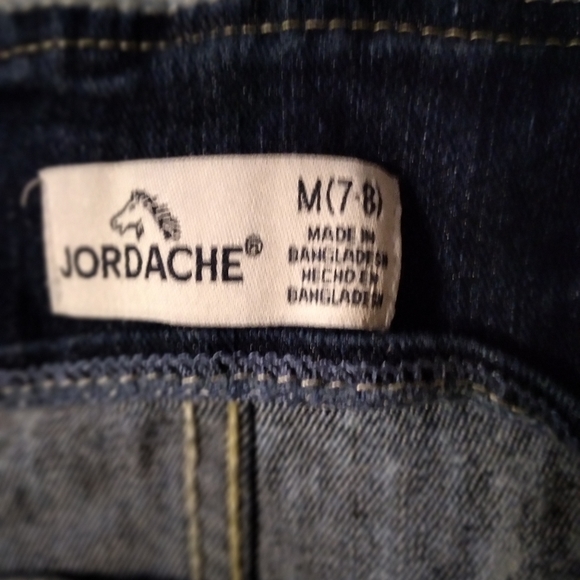 JORDACHE®
M(7-8)
MADE IN
BANGLADESH
HECHO EN
BANGLADESH